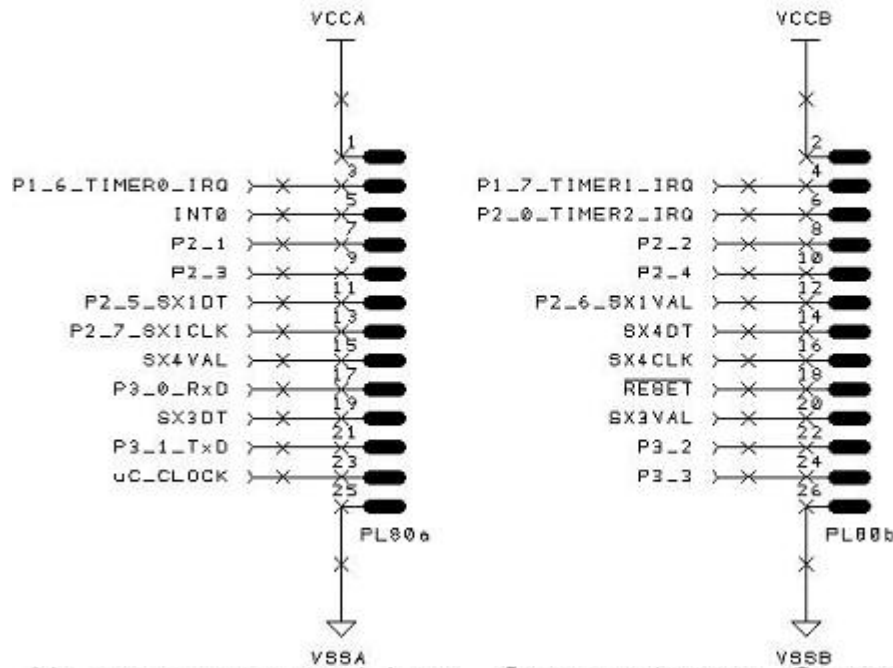 VCCA VCCB
1 2
P1_6_TIMER0_IRQ 3 P1_7_TIMER1_IRQ 4
INT0 5 P2_0_TIMER2_IRQ 6
P2_1 7 P2_2 8
P2_3 9 P2_4 10
P2_5_SX1DT 11 P2_6_SX1VAL 12
P2_7_SX1CLK 13 SX4DT 14
SX4VAL 15 SX4CLK 16
P3_0_RxD 17 RESET 18
SX3DT 19 SX3VAL 20
P3_1_TxD 21 P3_2 22
uC_CLOCK 23 P3_3 24
25 26
PL80a PL80b
VSSA VSSB